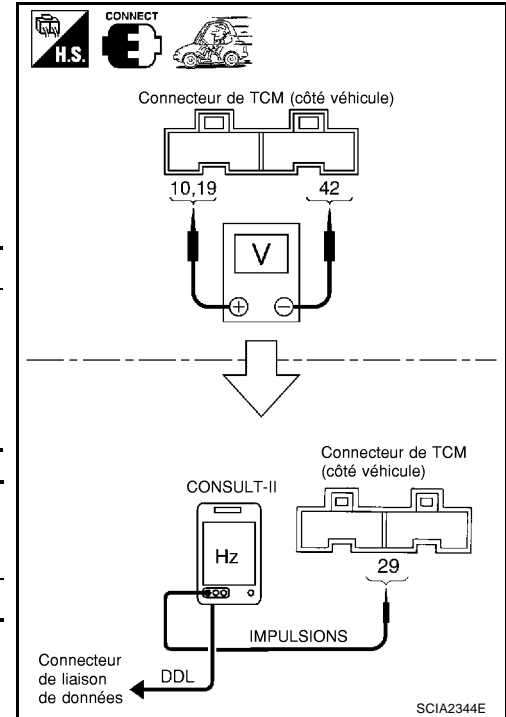 CONNECT
H.S.
Connecteur de TCM (côté véhicule)
10,19 42
V
+ −
Connecteur de TCM
(côté véhicule)
CONSULT-II
Hz
29
IMPULSIONS
Connecteur
de liaison
de données
DDL
SCIA2344E